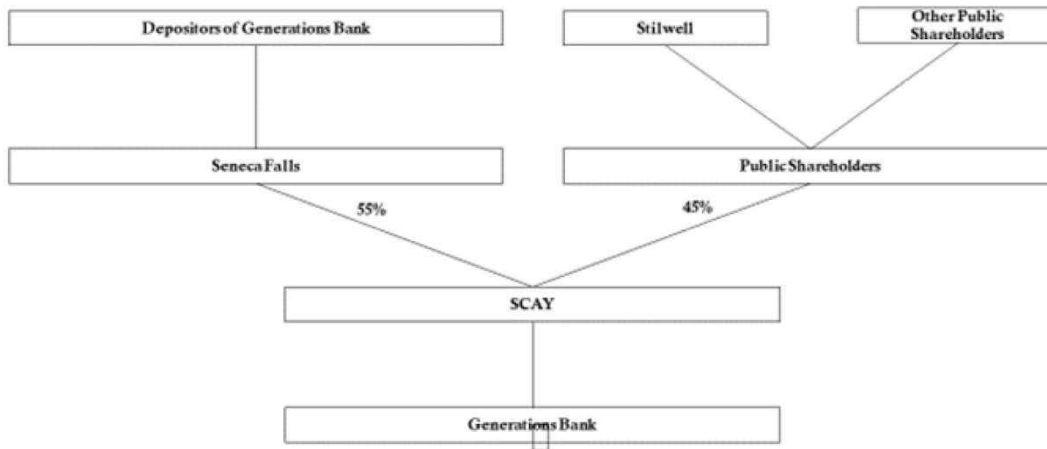 Depositors of Generations Bank
Stilwell
Other Public
Shareholders
Seneca Falls
Public Shareholders
55%
45%
SCAY
Generations Bank